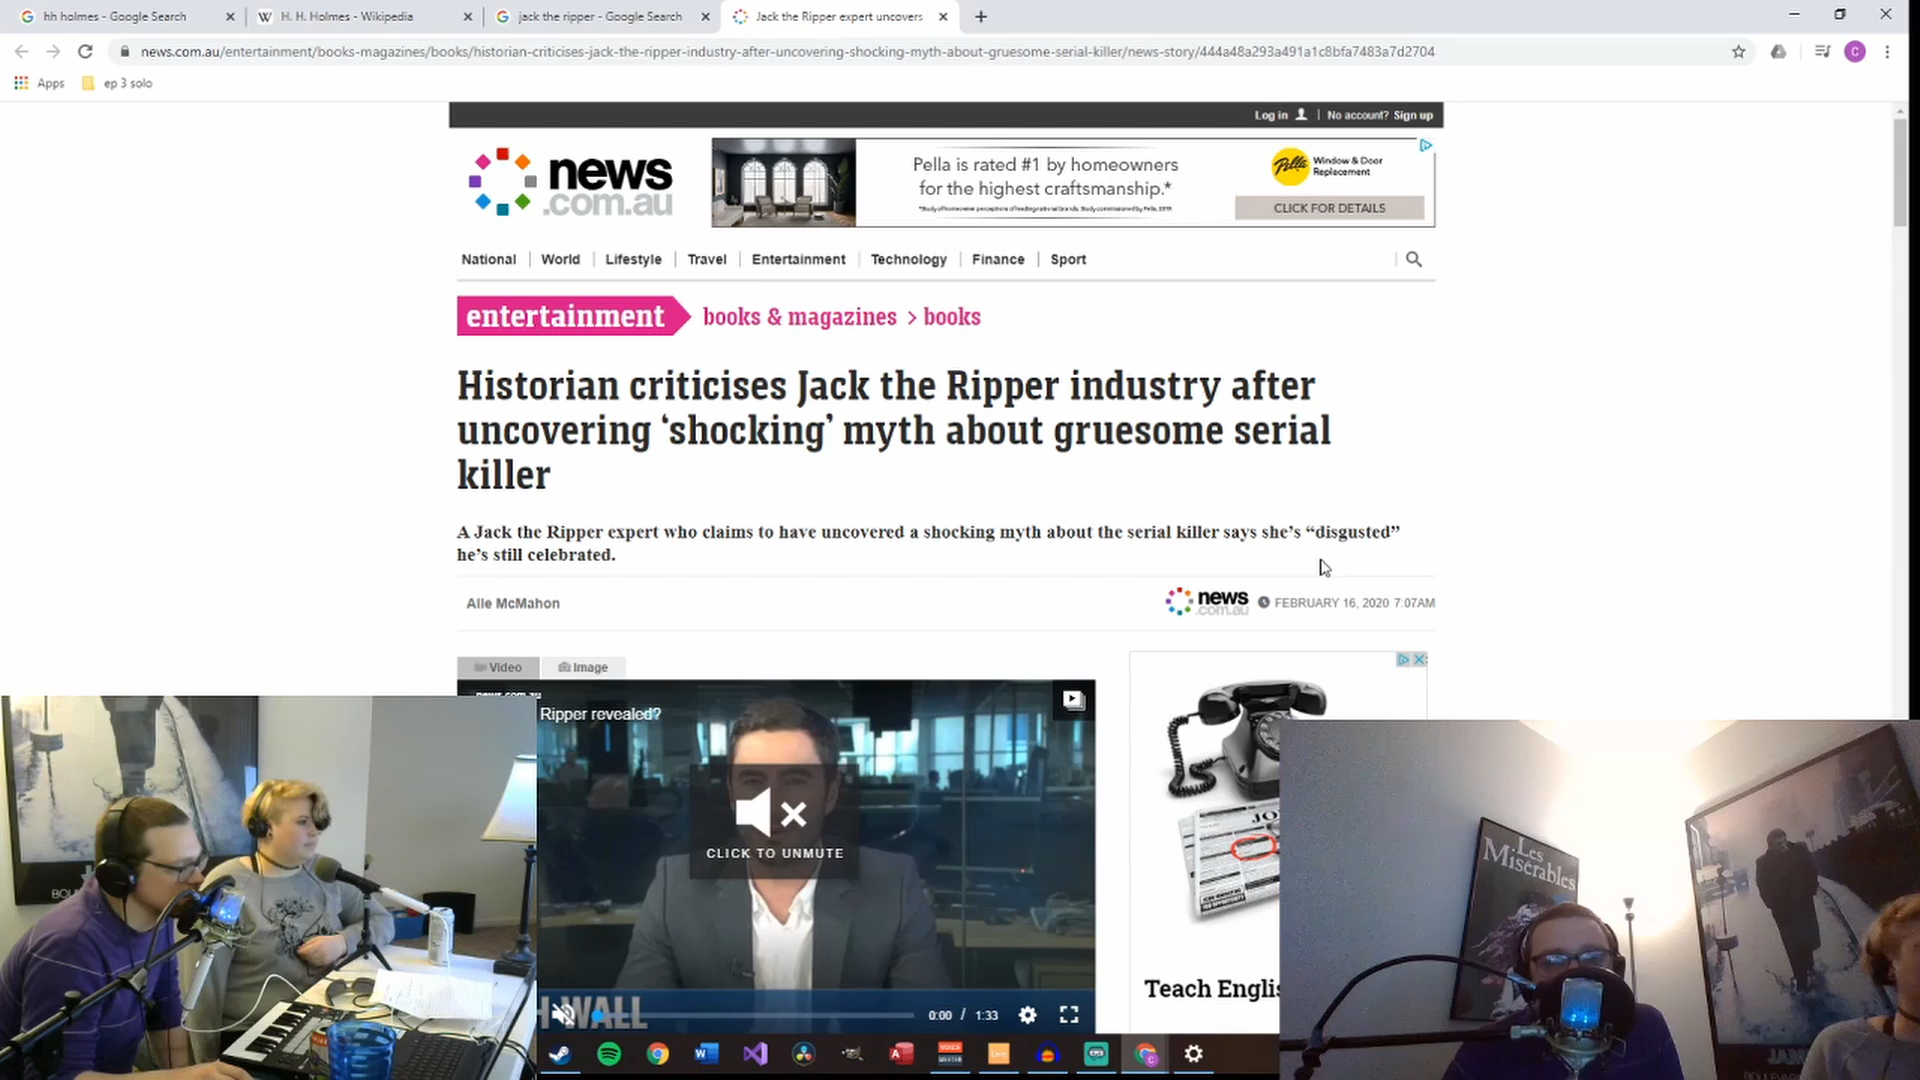 hh holmes - Google Search
H. H. Holmes - Wikipedia
jack the ripper - Google Search
Jack the Ripper expert uncovers
news.com.au/entertainment/books-magazines/books/historian-criticises-jack-the-ripper-industry-after-uncovering-shocking-myth-about-gruesome-serial-killer/news-story/444a48a293a491a1c8bfa7483a7d2704
C
Apps
ep 3 solo
Log in | No account? Sign up
news
.com.au
Pella is rated #1 by homeowners
for the highest craftsmanship.*
Pella
Window & Door
Replacement
CLICK FOR DETAILS
National | World | Lifestyle | Travel | Entertainment | Technology | Finance | Sport
entertainment
books & magazines > books
Historian criticises Jack the Ripper industry after
uncovering ‘shocking’ myth about gruesome serial
killer
A Jack the Ripper expert who claims to have uncovered a shocking myth about the serial killer says she’s “disgusted”
he’s still celebrated.
news
.com.au
FEBRUARY 16, 2020 7:07AM
Video
Image
news.com.au
Ripper revealed?
CLICK TO UNMUTE
WALL
0:00 / 1:33
Teach Englis
Les
Misérables